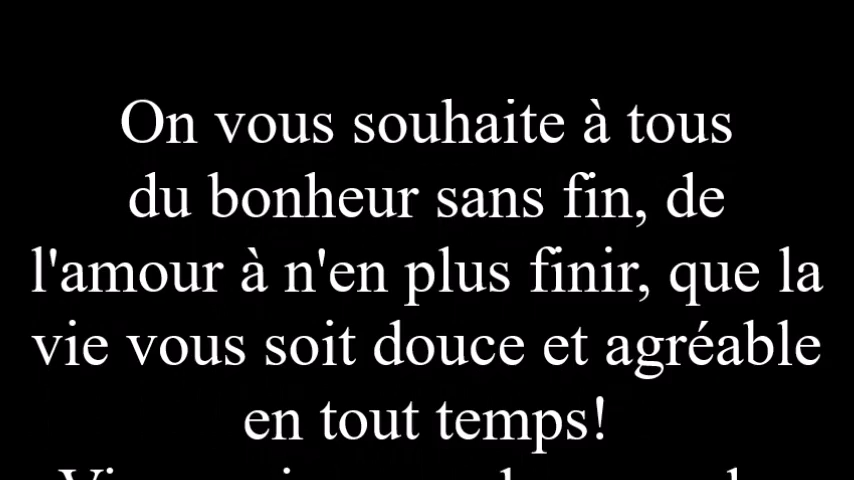 On vous souhaite à tous
du bonheur sans fin, de
l'amour à n'en plus finir, que la
vie vous soit douce et agréable
en tout temps!